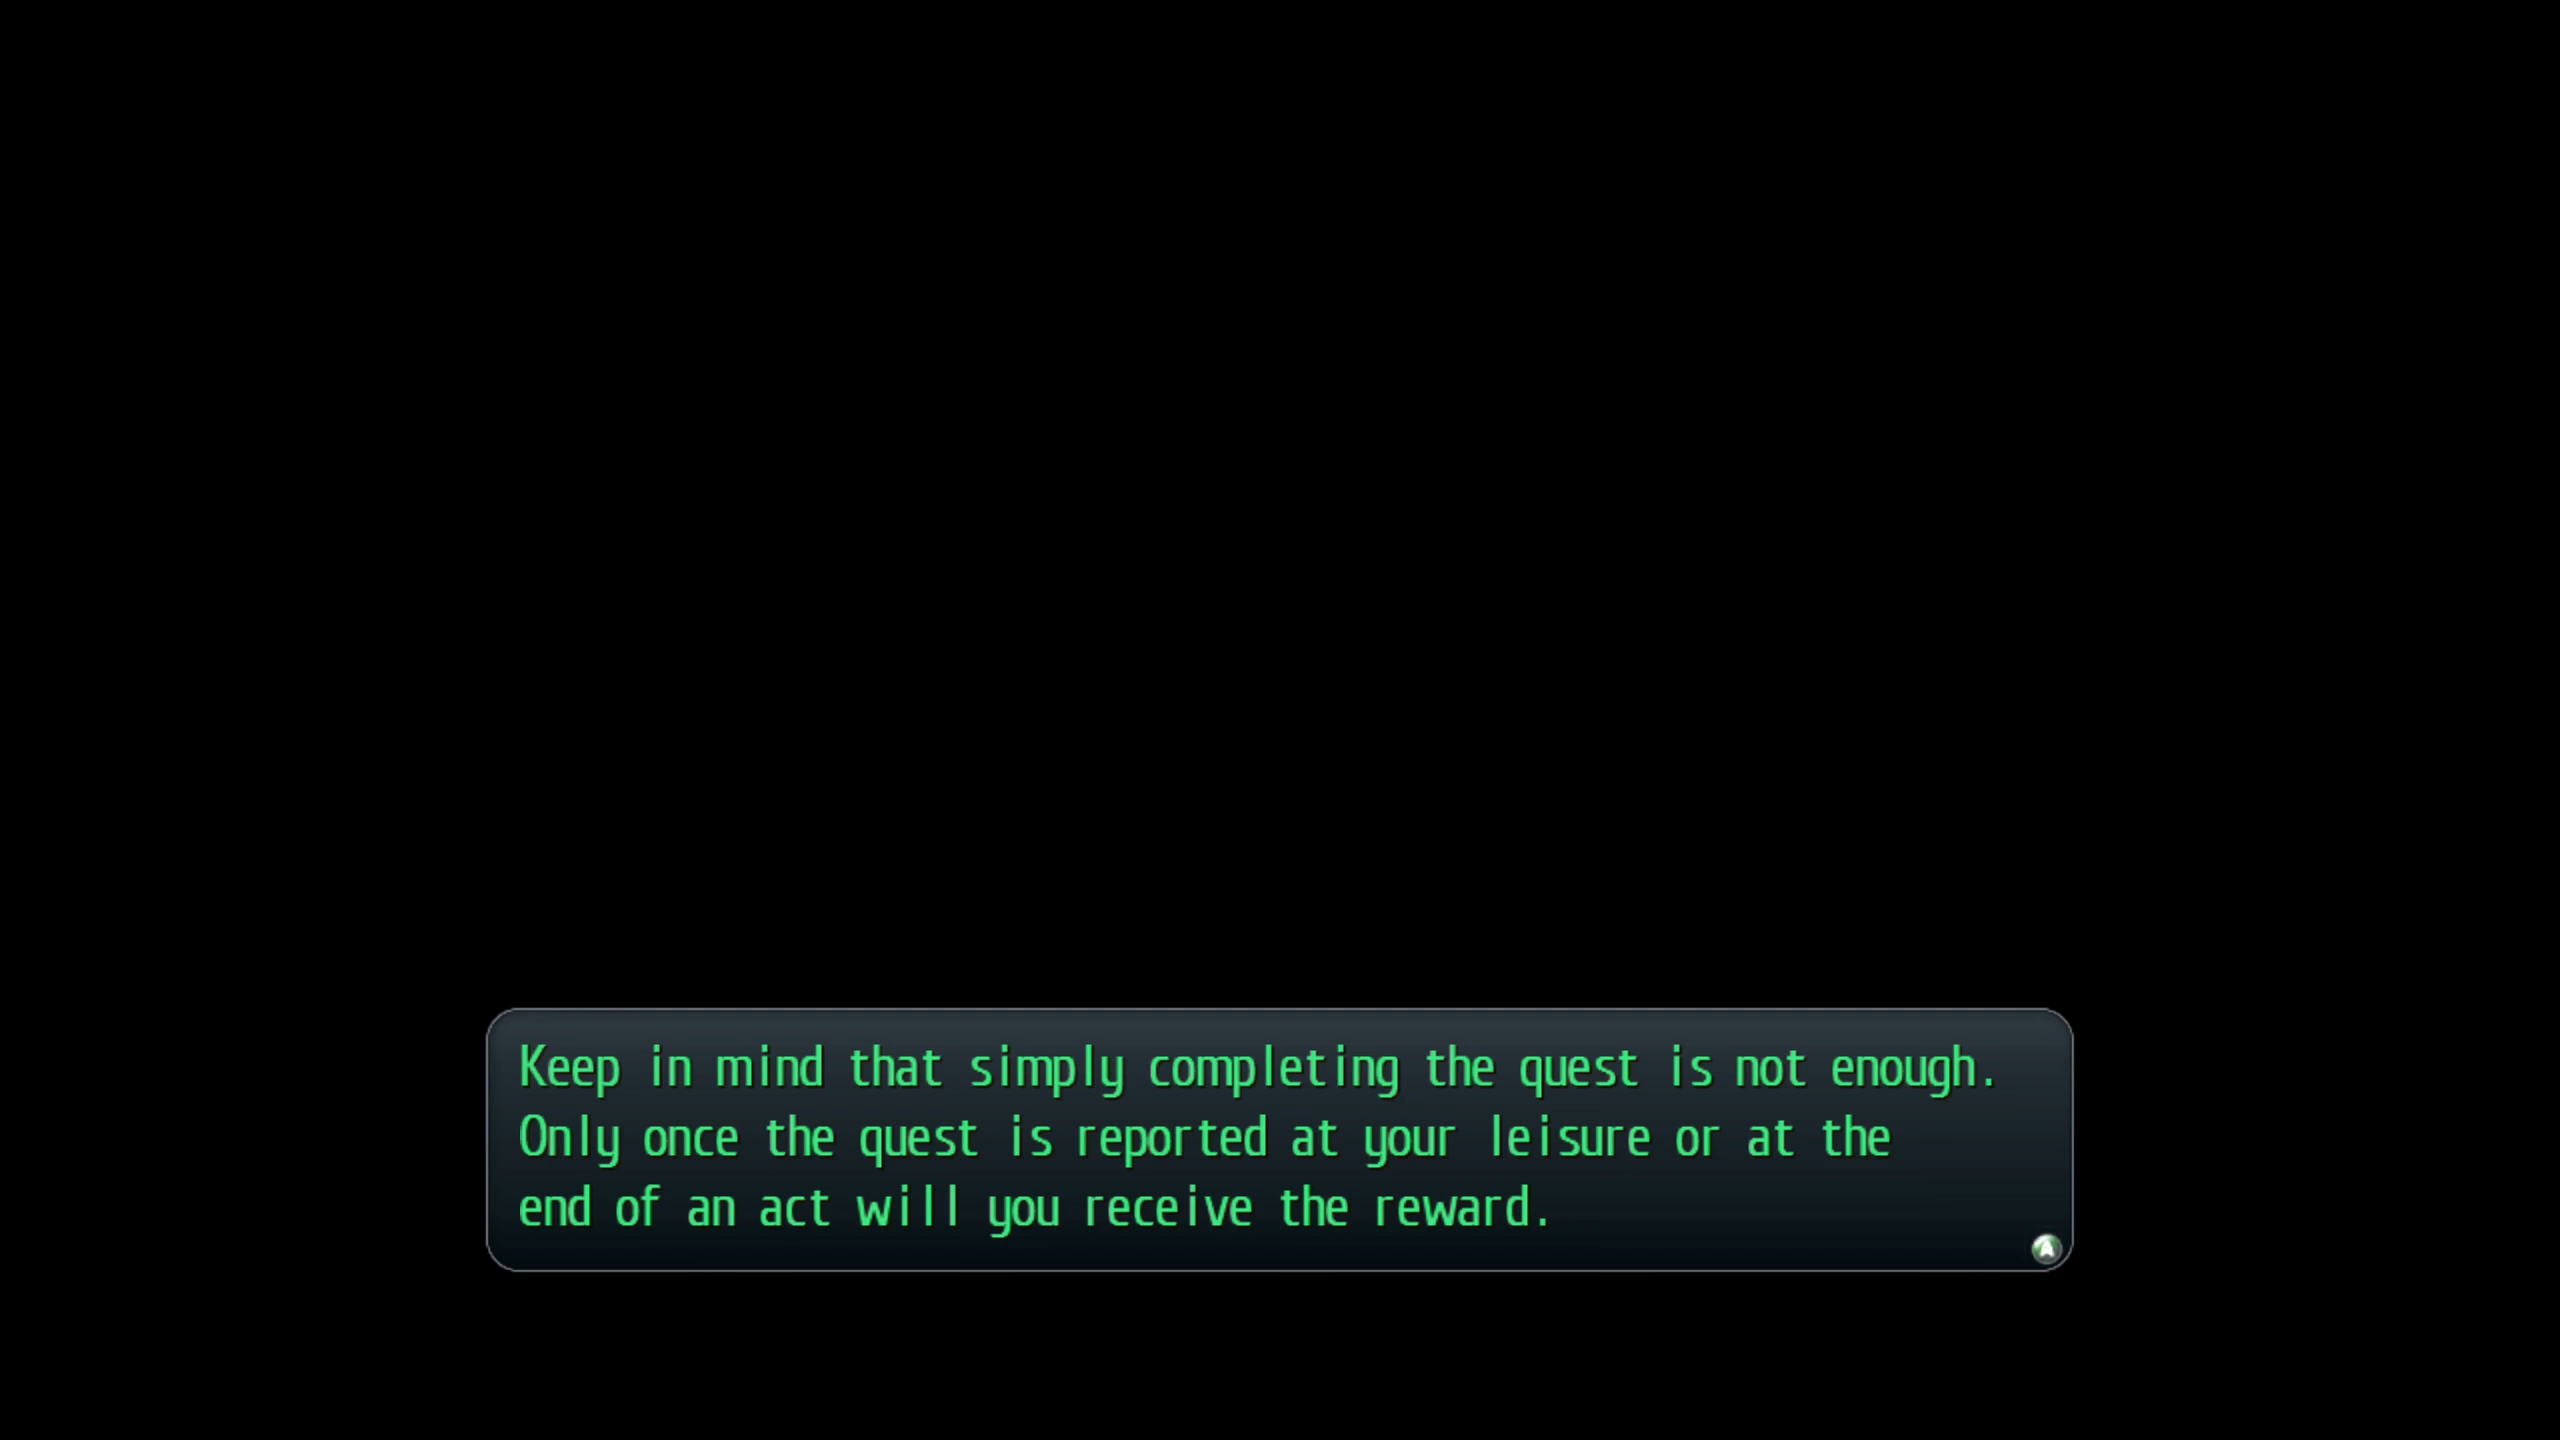 Keep in mind that simply completing the quest is not enough.
Only once the quest is reported at your leisure or at the
end of an act will you receive the reward.
A